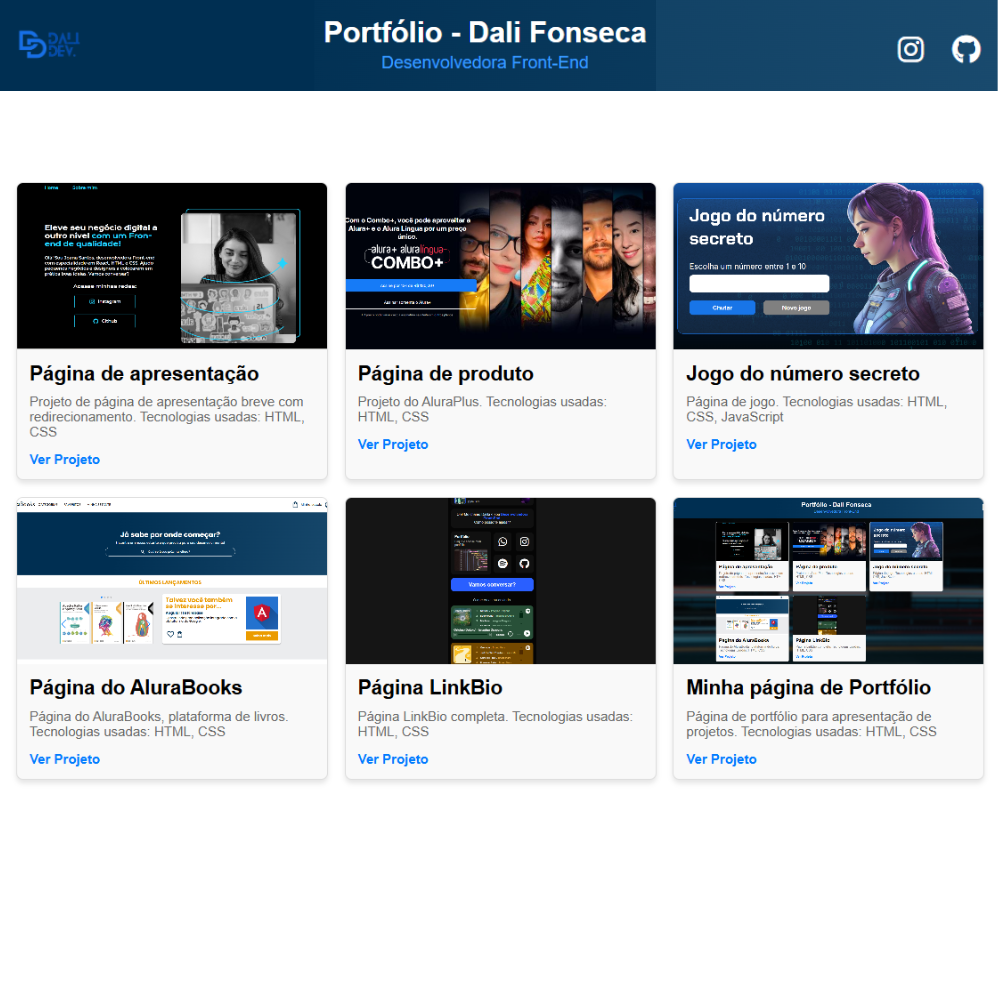 DALI
DEV.
Portfólio - Dali Fonseca
Desenvolvedora Front-End
Home Sobre mim
Eleve seu negócio digital a
outro nível com um Fron-
end de qualidade!
Acesse minhas redes:
Instagram
Github
Com o Combo+, você pode aproveitar a
Alura+ e o Alura Língua por um preço
único.
alura+ aluralingua
COMBO+
Jogo do número
secreto
Escolha um número entre 1 e 10
Chutar Novo jogo
Página de apresentação
Projeto de página de apresentação breve com
redirecionamento. Tecnologias usadas: HTML,
CSS
Ver Projeto
Página de produto
Projeto do AluraPlus. Tecnologias usadas:
HTML, CSS
Ver Projeto
Jogo do número secreto
Página de jogo. Tecnologias usadas: HTML,
CSS, JavaScript
Ver Projeto
Já sabe por onde começar?
ÚLTIMOS LANÇAMENTOS
Talvez você também
se interesse por...
A
Vamos conversar?
Portfólio - Dali Fonseca
Desenvolvedora Front-End
Jogo do número
secreto
Página de apresentação
Página de produto
Jogo do número secreto
Página do AluraBooks
Página LinkBio
Página do AluraBooks
Página do AluraBooks, plataforma de livros.
Tecnologias usadas: HTML, CSS
Ver Projeto
Página LinkBio
Página LinkBio completa. Tecnologias usadas:
HTML, CSS
Ver Projeto
Minha página de Portfólio
Página de portfólio para apresentação de
projetos. Tecnologias usadas: HTML, CSS
Ver Projeto